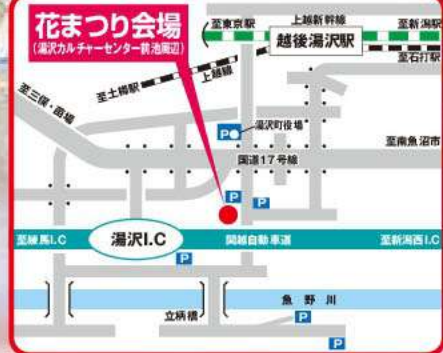 花まつり会場
(湯沢カルチャーセンター前池周辺)
至東京駅
上越新幹線
至新潟駅
越後湯沢駅
至石打駅
上越線
至土樽駅
至三俣・苗場
P
湯沢町役場
至南魚沼市
国道17号線
P
P
至練馬I.C
湯沢I.C
関越自動車道
至新潟西I.C
P
魚野川
立柄橋
P
P